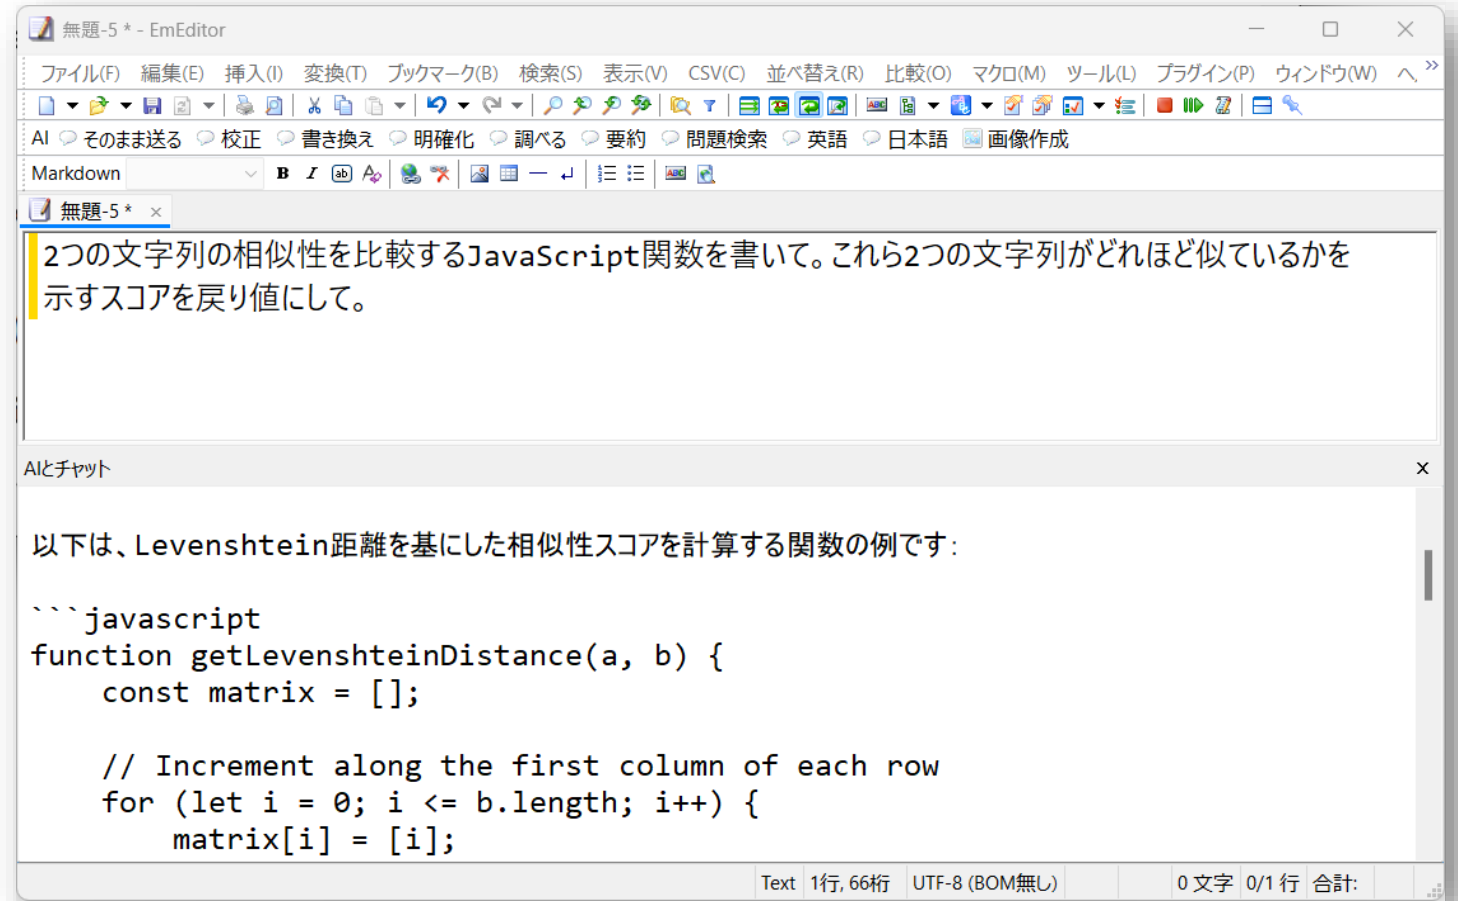 無題-5 * - EmEditor
ファイル(F) 編集(E) 挿入(I) 変換(T) ブックマーク(B) 検索(S) 表示(V) CSV(C) 並べ替え(R) 比較(O) マクロ(M) ツール(L) プラグイン(P) ウィンドウ(W) ヘ
AI そのまま送る 校正 書き換え 明確化 調べる 要約 問題検索 英語 日本語 画像作成
Markdown
無題-5 *
2つの文字列の相似性を比較するJavaScript関数を書いて。これら2つの文字列がどれほど似ているかを
示すスコアを戻り値にして。
AIとチャット
以下は、Levenshtein距離を基にした相似性スコアを計算する関数の例です:
```javascript
function getLevenshteinDistance(a, b) {
    const matrix = [];
    // Increment along the first column of each row
    for (let i = 0; i <= b.length; i++) {
        matrix[i] = [i];
Text 1行, 66桁 UTF-8 (BOM無し) 0 文字 0/1 行 合計: